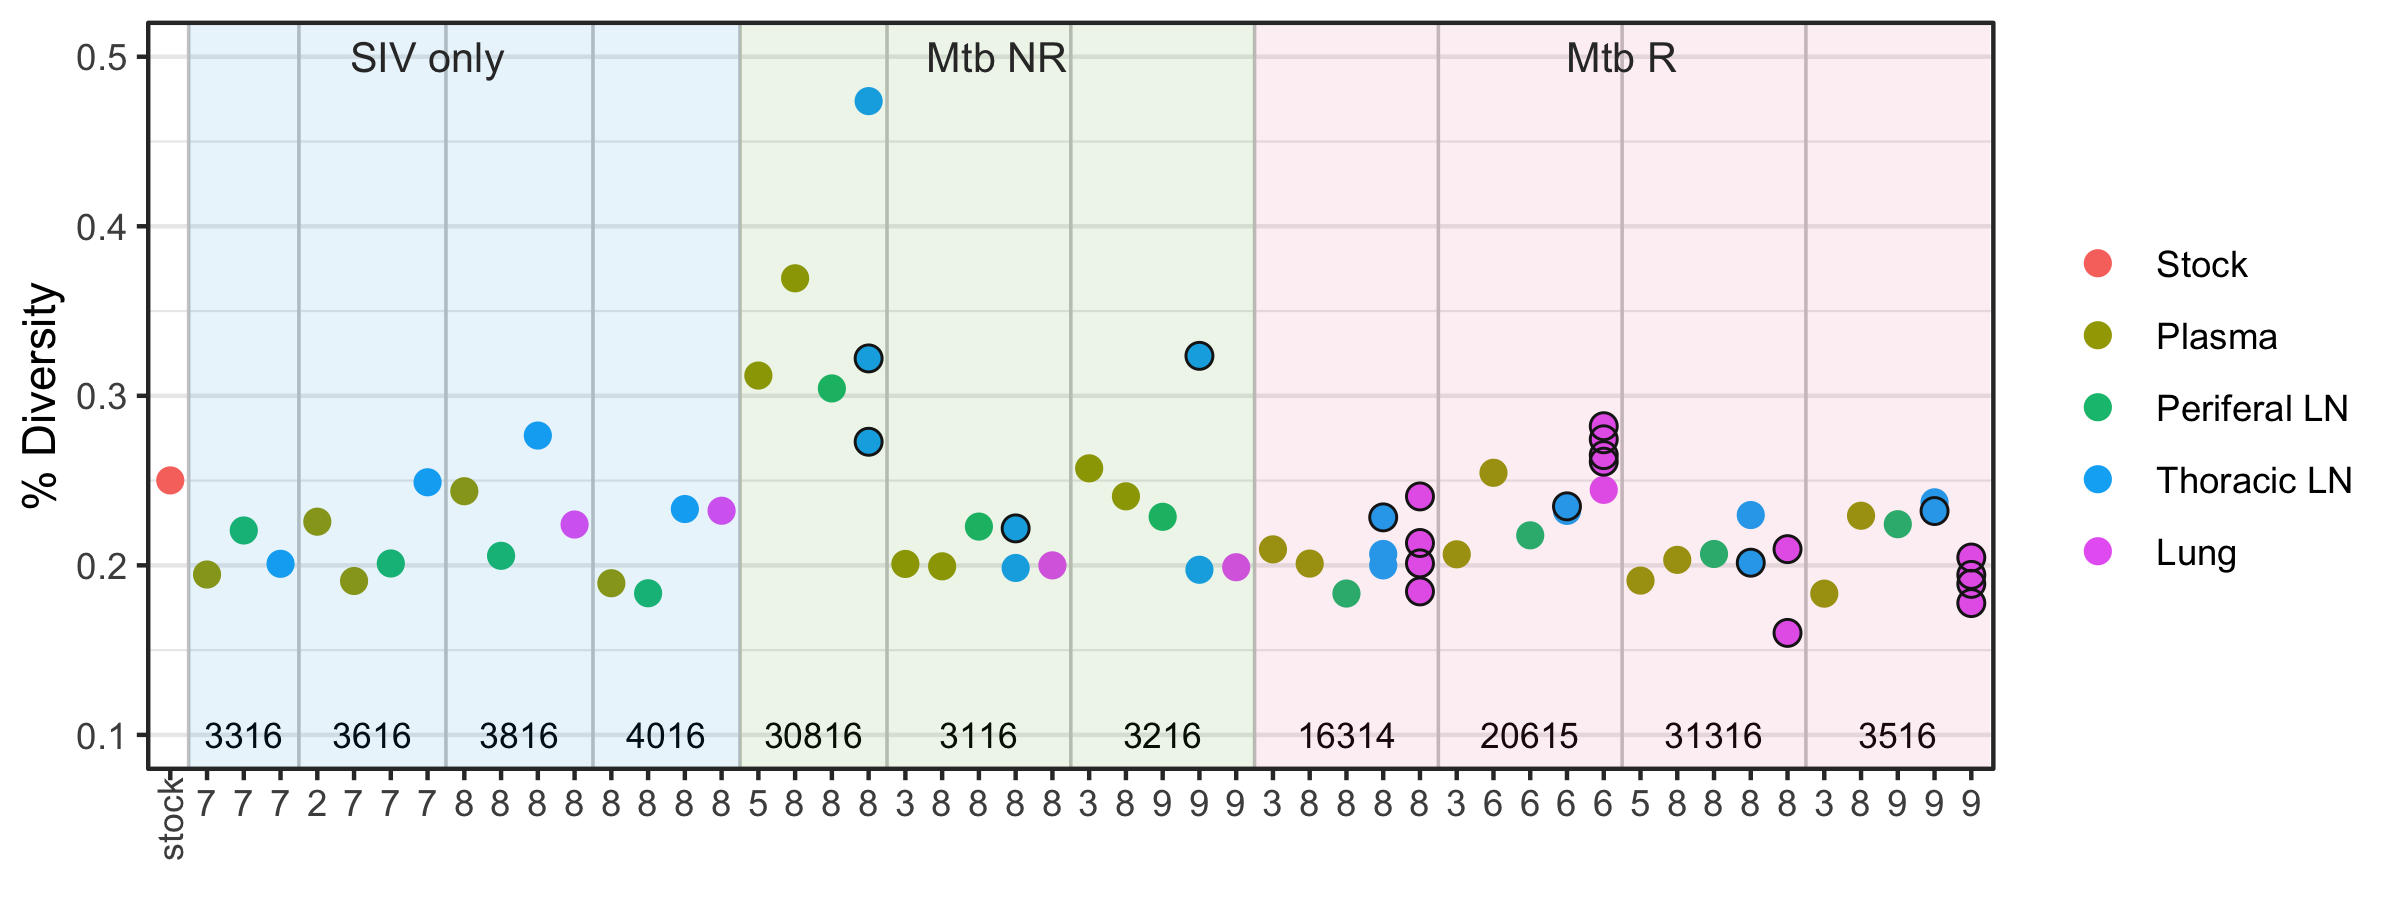 SIV only Mtb NR Mtb R
% Diversity
0.5
0.4
0.3
0.2
0.1
3316 3616 3816 4016 30816 3116 3216 16314 20615 31316 3516
stock 7 7 7 2 7 7 7 8 8 8 8 8 8 8 8 5 8 8 8 3 8 8 8 8 3 8 9 9 9 3 8 8 8 8 3 6 6 6 6 5 8 8 8 8 3 8 9 9 9
Stock
Plasma
Periferal LN
Thoracic LN
Lung